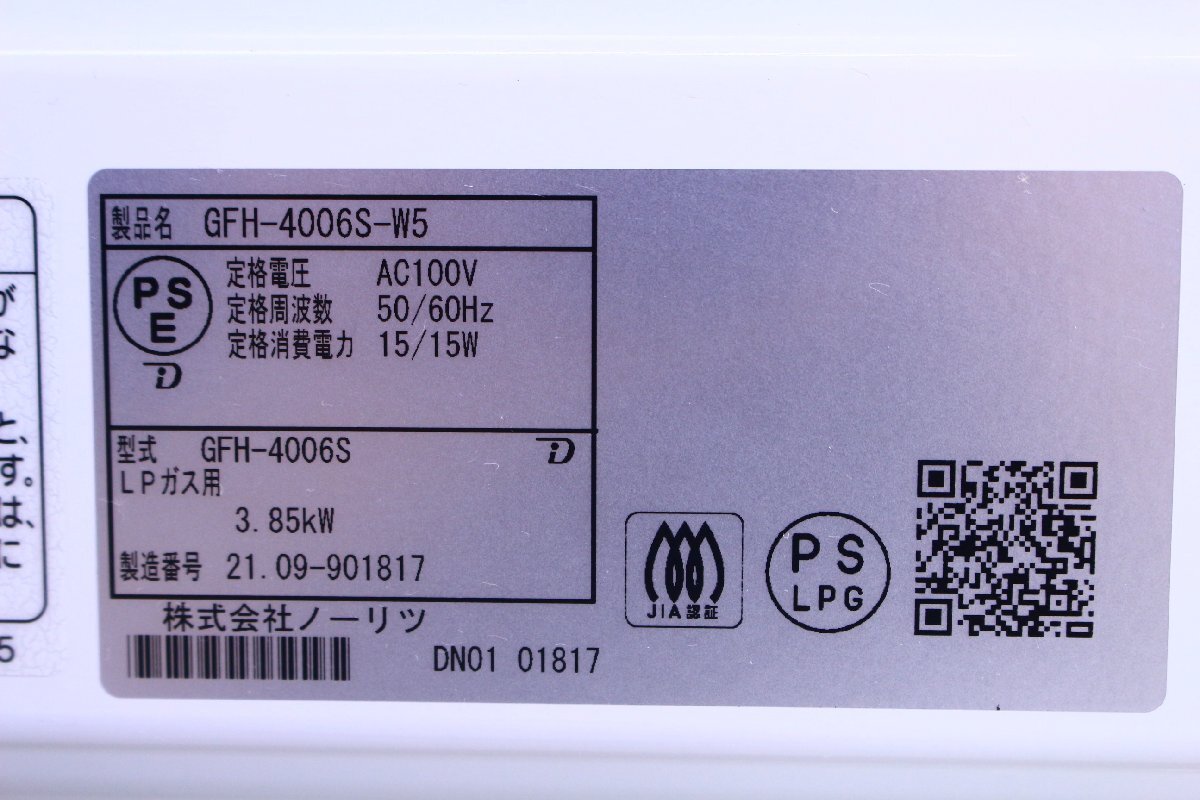 製品名 GFH-4006S-W5
PS
E
定格電圧 AC100V
定格周波数 50/60Hz
定格消費電力 15/15W
型式 GFH-4006S
LPガス用
3.85kW
製造番号 21.09-901817
株式会社ノーリツ
DN01 01817
JIA認証
PS
LPG
が
な
と、
す。
は、
に
5